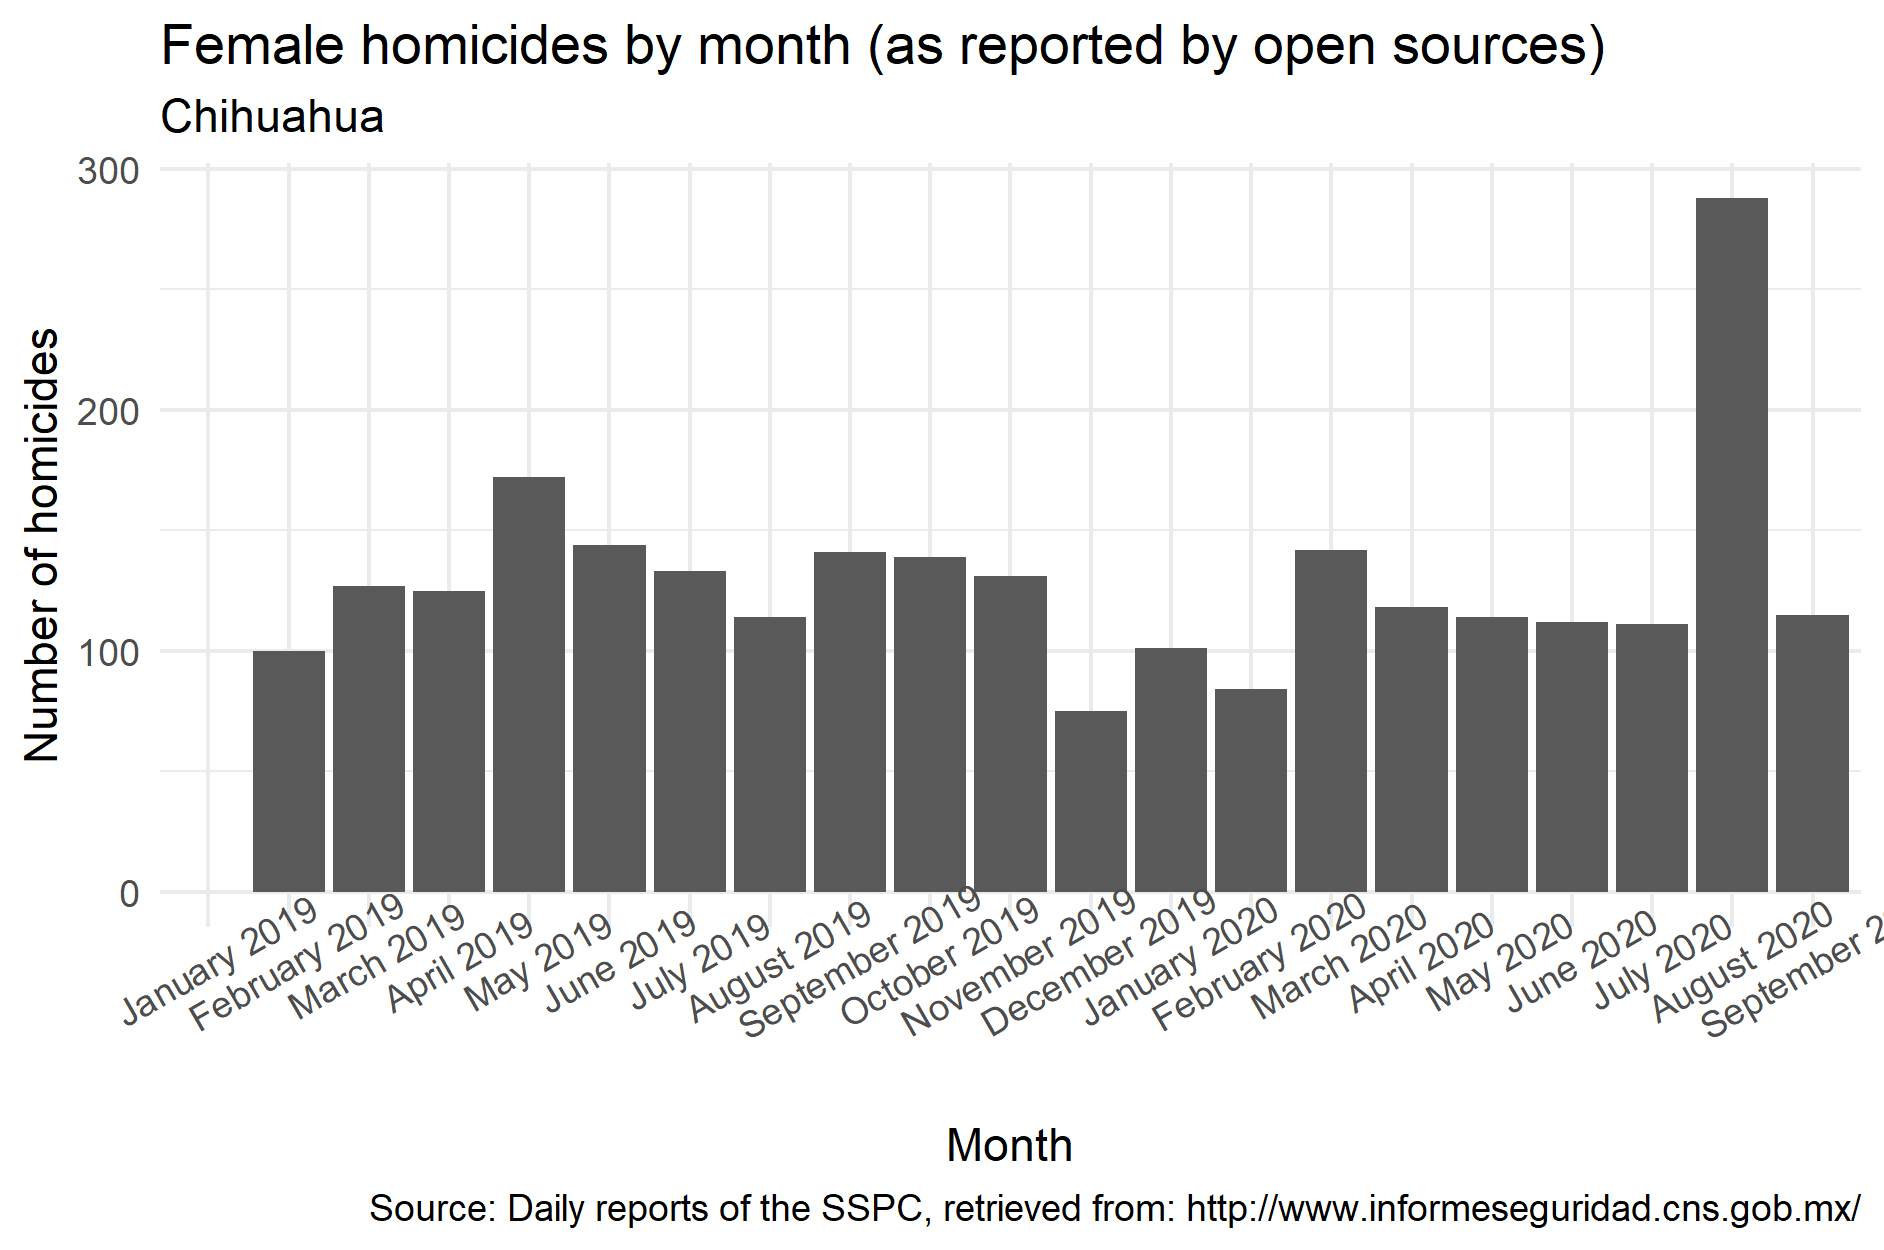 Female homicides by month (as reported by open sources)
Chihuahua
300
200
100
0
Number of homicides
January 2019
February 2019
March 2019
April 2019
May 2019
June 2019
July 2019
August 2019
September 2019
October 2019
November 2019
December 2019
January 2020
February 2020
March 2020
April 2020
May 2020
June 2020
July 2020
August 2020
September
Month
Source: Daily reports of the SSPC, retrieved from: http://www.informeseguridad.cns.gob.mx/